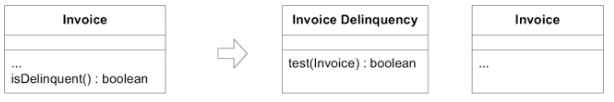 Invoice
...
isDelinquent() : boolean
Invoice Delinquency
test(Invoice) : boolean
Invoice
...